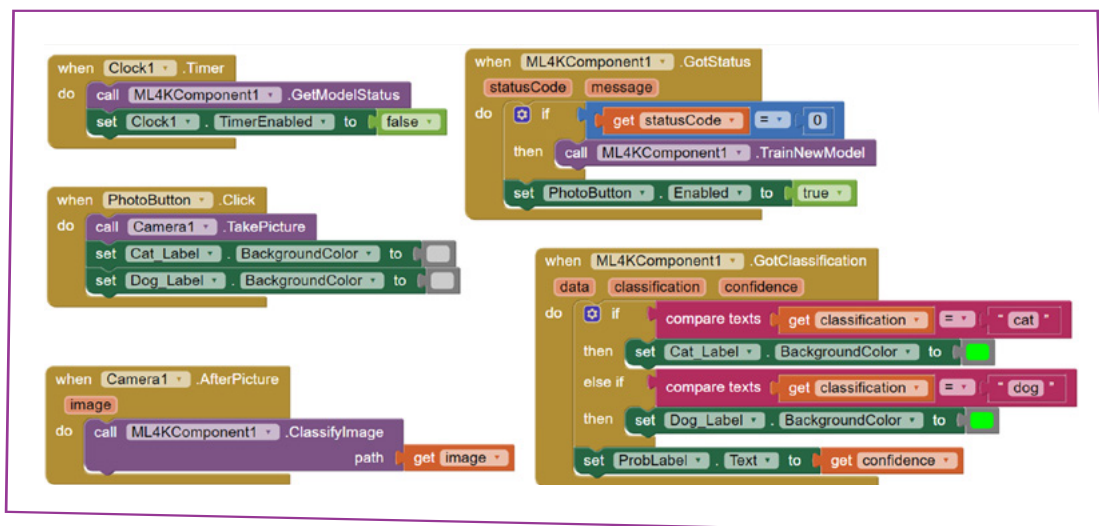 when Clock1 .Timer
do call ML4KComponent1 .GetModelStatus
set Clock1 . TimerEnabled to false
when PhotoButton .Click
do call Camera1 .TakePicture
set Cat_Label . BackgroundColor to
set Dog_Label . BackgroundColor to
when Camera1 .AfterPicture
image
do call ML4KComponent1 .ClassifyImage
path get image
when ML4KComponent1 .GotStatus
statusCode message
do if get statusCode = 0
then call ML4KComponent1 .TrainNewModel
set PhotoButton . Enabled to true
when ML4KComponent1 .GotClassification
data classification confidence
do if compare texts get classification = " cat "
then set Cat_Label . BackgroundColor to
else if compare texts get classification = " dog "
then set Dog_Label . BackgroundColor to
set ProbLabel . Text to get confidence